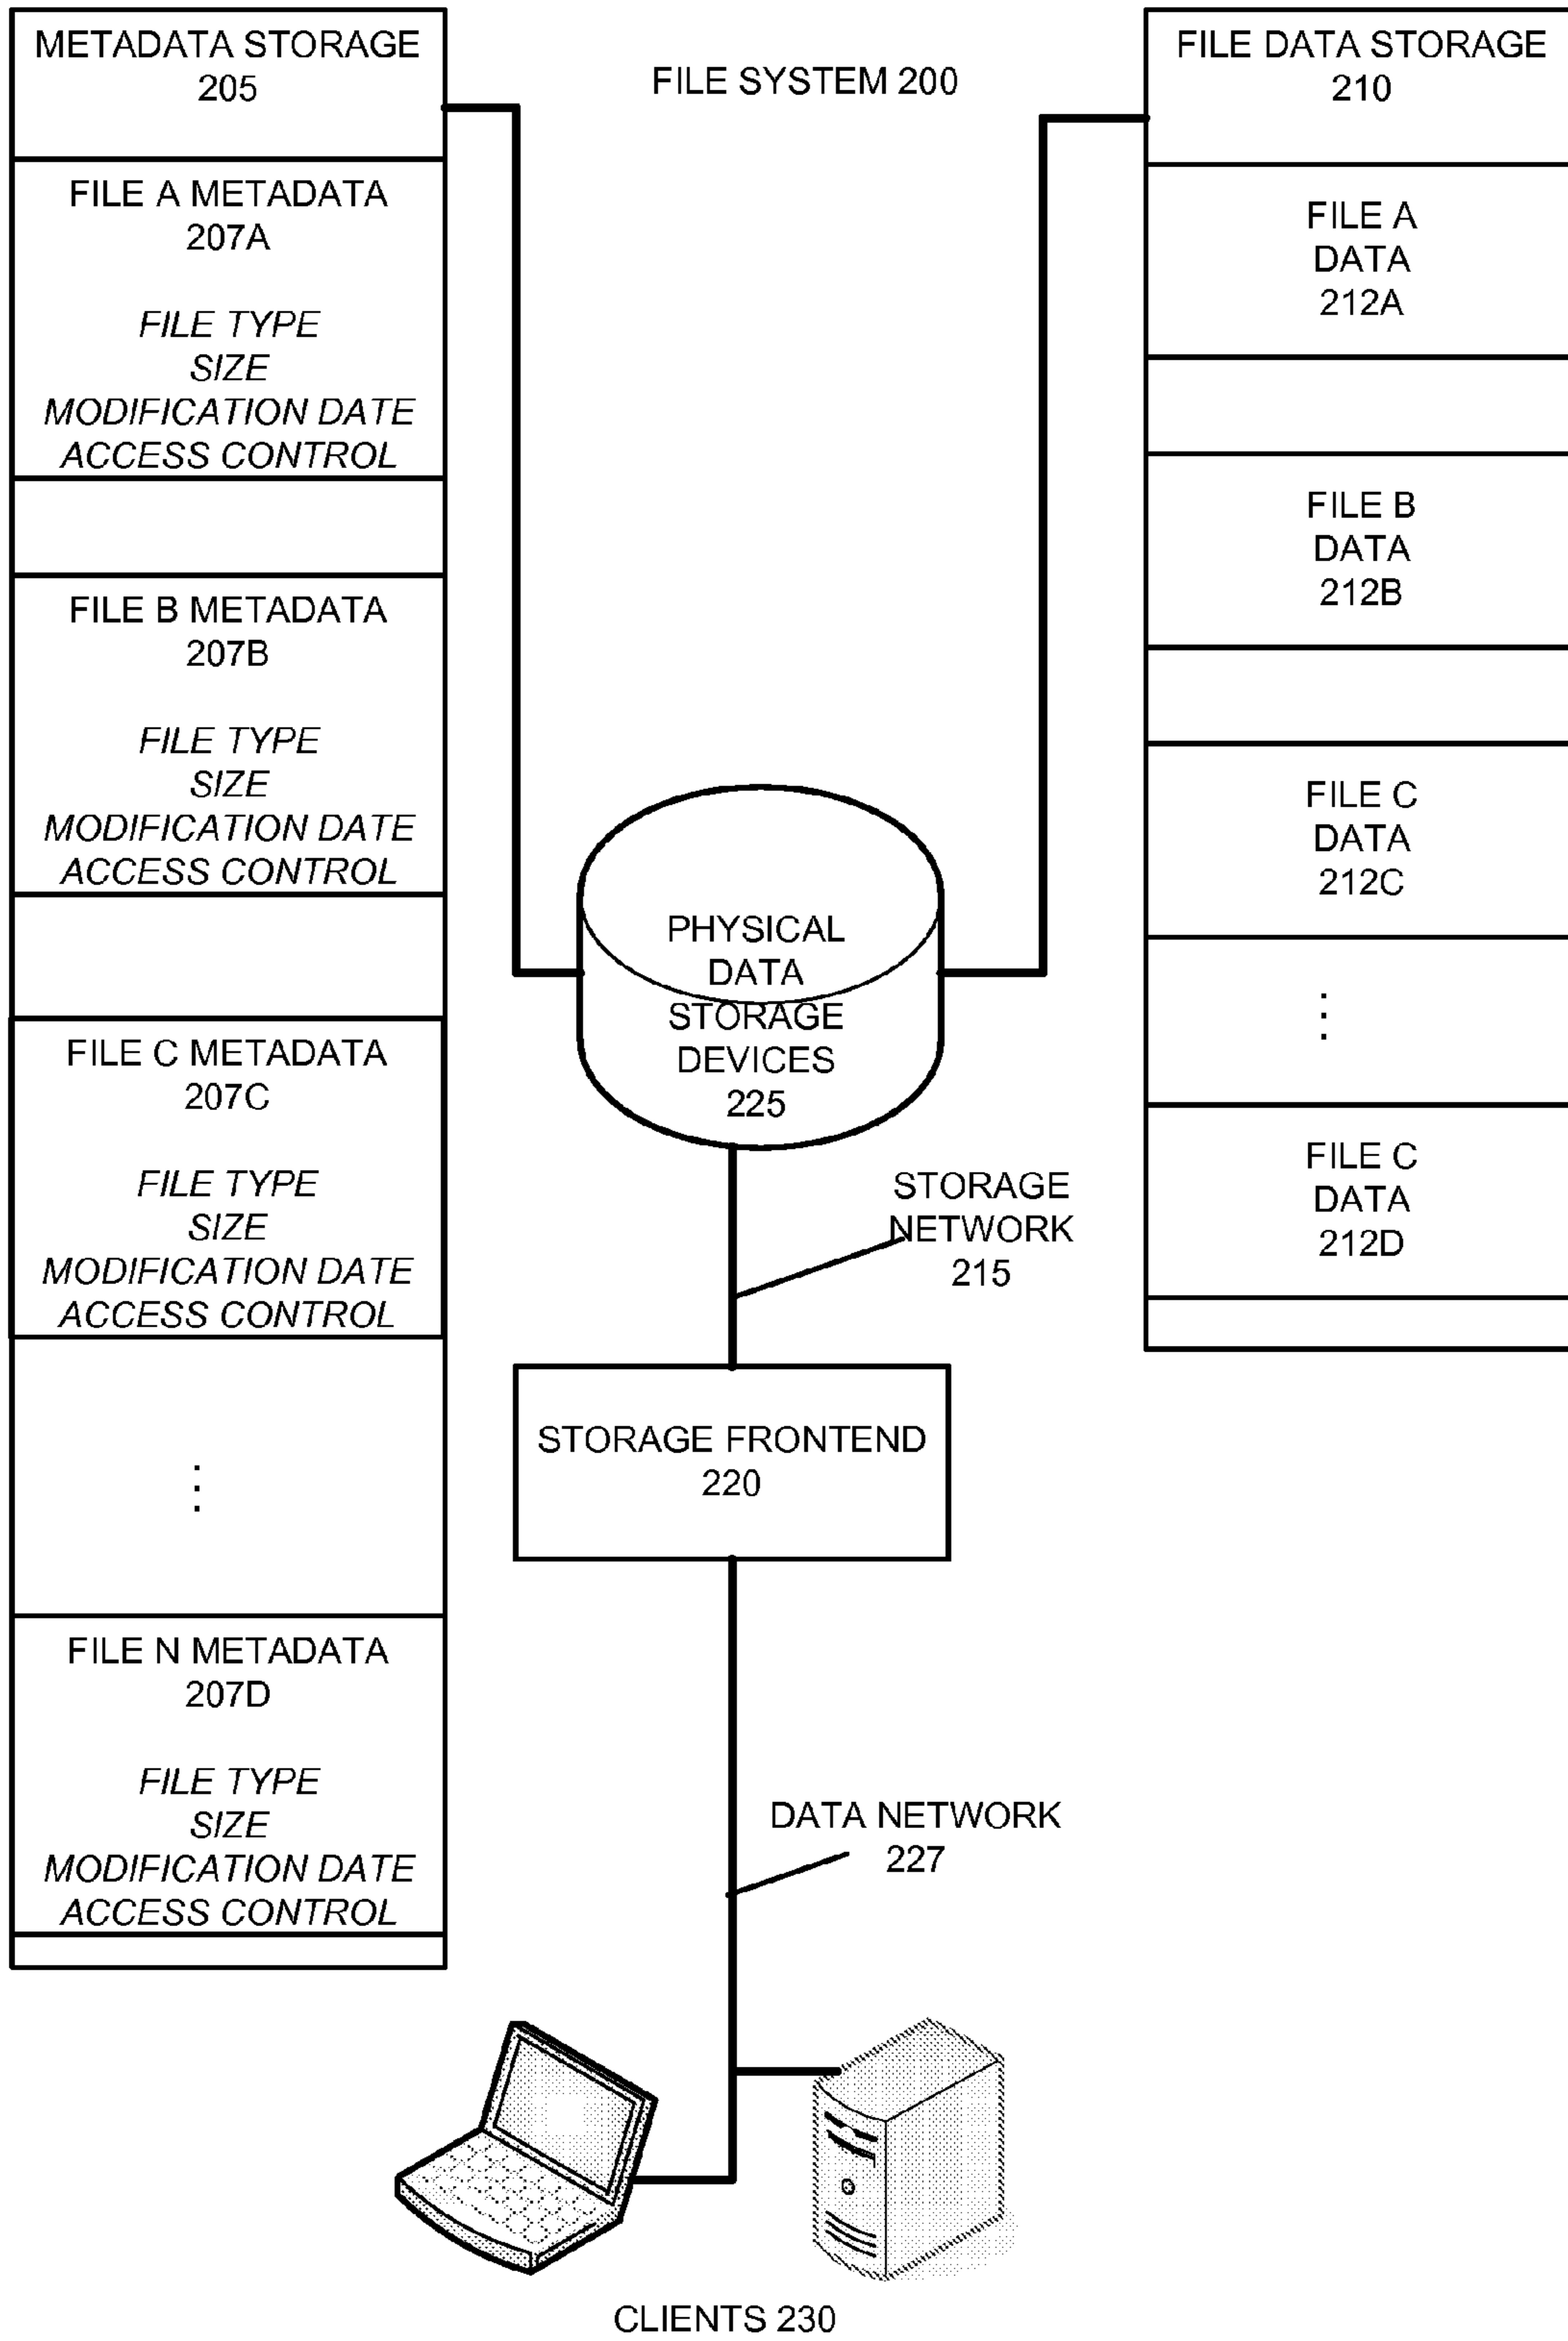 METADATA STORAGE
205
FILE A METADATA
207A
FILE TYPE
SIZE
MODIFICATION DATE
ACCESS CONTROL
FILE B METADATA
207B
FILE TYPE
SIZE
MODIFICATION DATE
ACCESS CONTROL
FILE C METADATA
207C
FILE TYPE
SIZE
MODIFICATION DATE
ACCESS CONTROL
⋮
FILE N METADATA
207D
FILE TYPE
SIZE
MODIFICATION DATE
ACCESS CONTROL
FILE SYSTEM 200
PHYSICAL
DATA
STORAGE
DEVICES
225
STORAGE
NETWORK
215
STORAGE FRONTEND
220
DATA NETWORK
227
CLIENTS 230
FILE DATA STORAGE
210
FILE A
DATA
212A
FILE B
DATA
212B
FILE C
DATA
212C
⋮
FILE C
DATA
212D